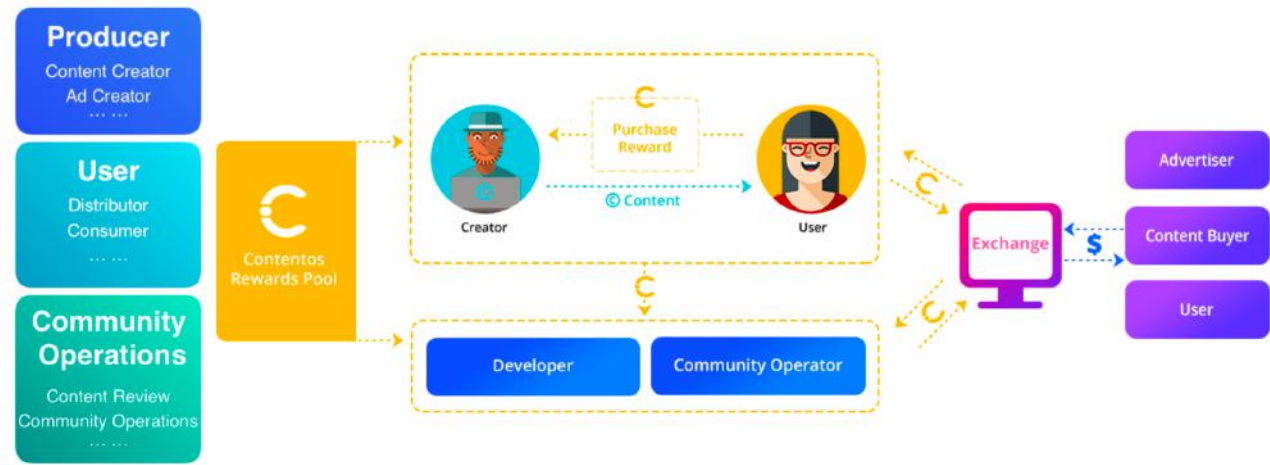 Producer
Content Creator
Ad Creator
... ...
User
Distributor
Consumer
... ...
Community
Operations
Content Review
Community Operations
... ...
Contentos
Rewards Pool
Purchase
Reward
© Content
Creator
User
Developer
Community Operator
Exchange
$
Advertiser
Content Buyer
User